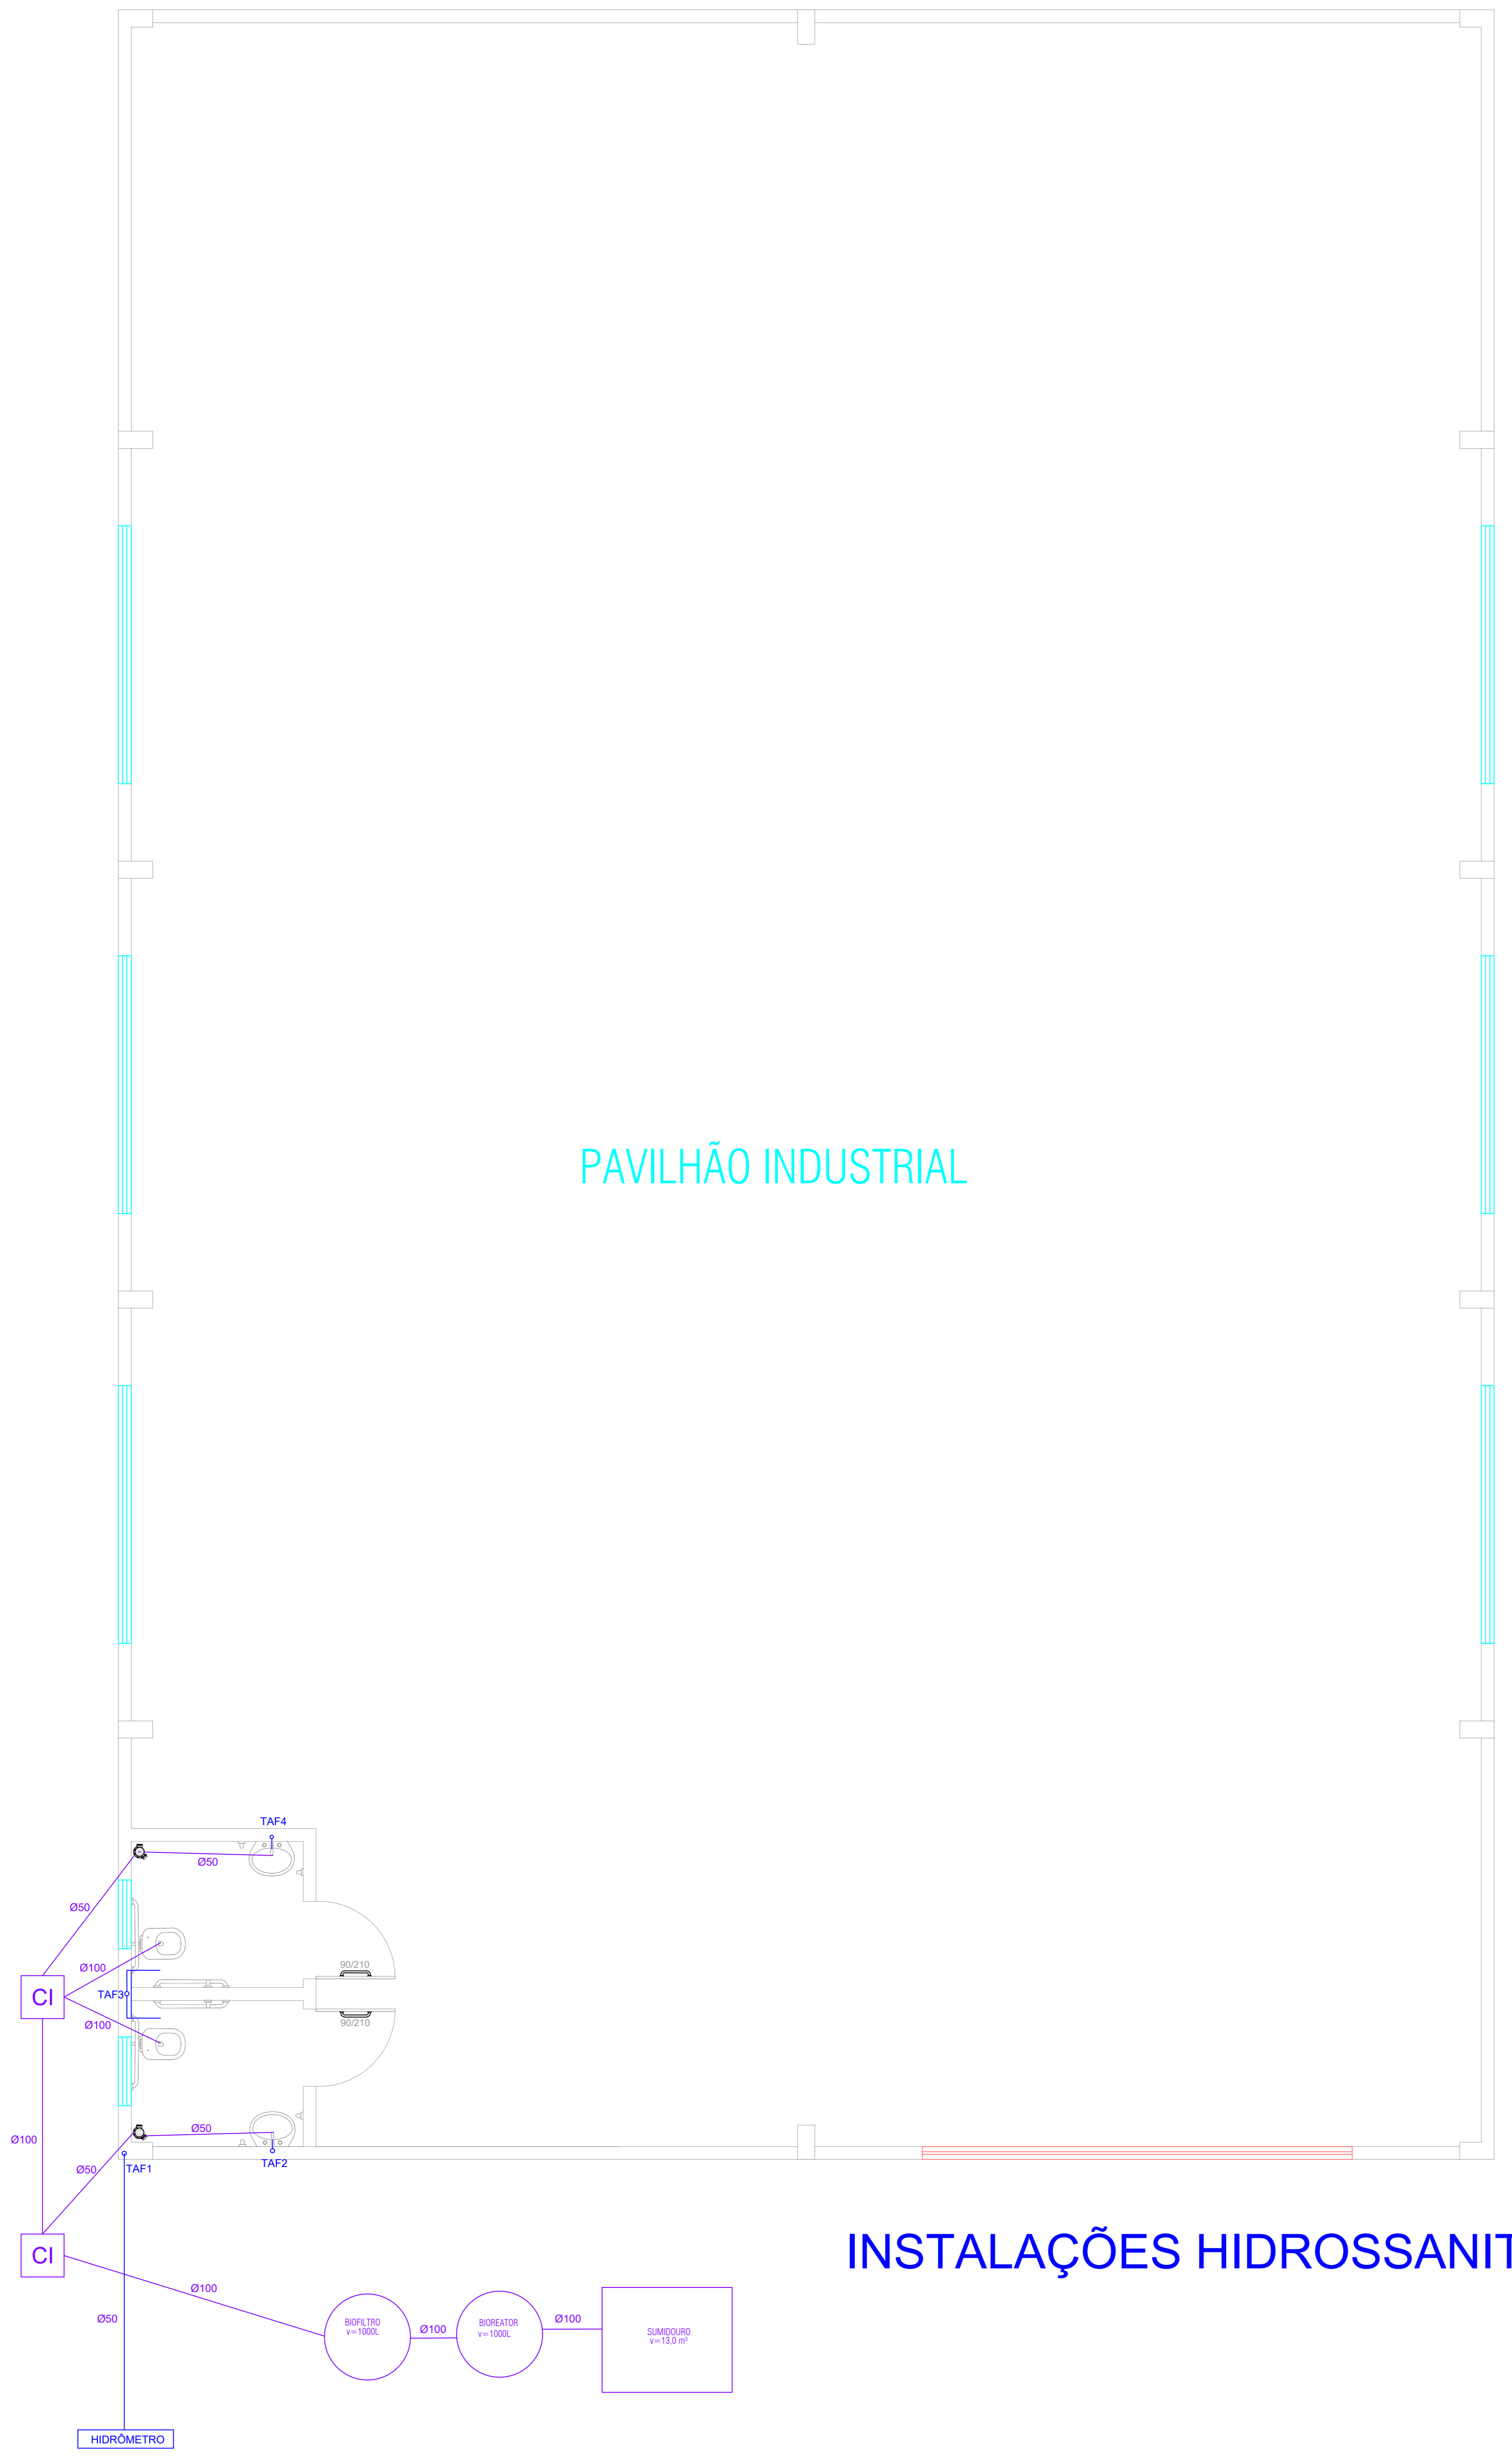 PAVILHÃO INDUSTRIAL
TAF4
Ø50
Ø50
90/210
Ø100
CI
TAF3
90/210
Ø100
Ø50
Ø100
TAF2
TAF1
Ø50
INSTALAÇÕES HIDROSSANIT
CI
Ø100
Ø50
BIOFILTRO
v=1000L
Ø100
BIOREATOR
v=1000L
Ø100
SUMIDOURO
v=13,0 m³
HIDRÔMETRO